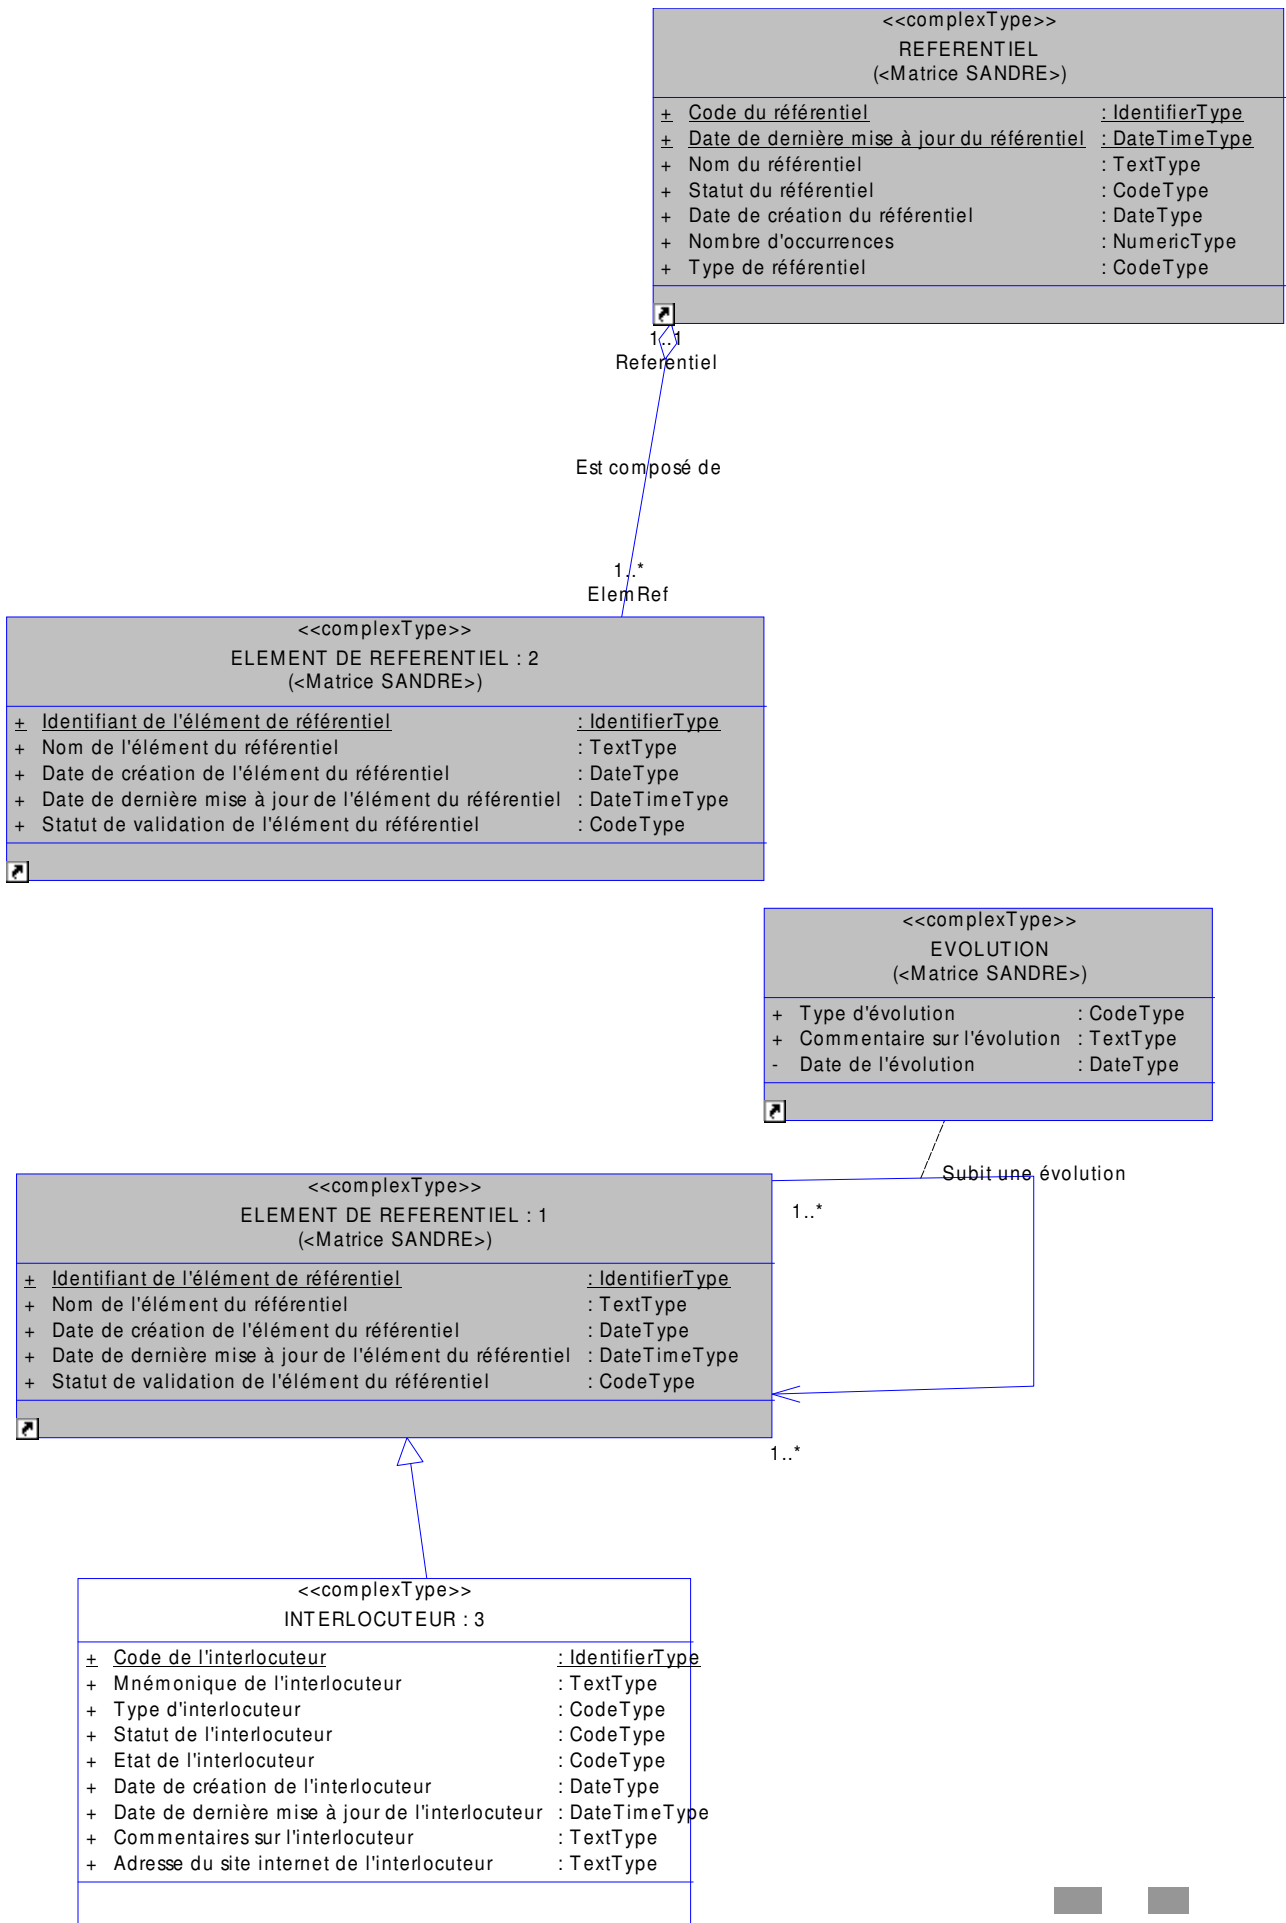 <<complexType>>
REFERENTIEL
(<Matrice SANDRE>)
+ Code du référentiel : IdentifierType
+ Date de dernière mise à jour du référentiel : DateTimeType
+ Nom du référentiel : TextType
+ Statut du référentiel : CodeType
+ Date de création du référentiel : DateType
+ Nombre d'occurrences : NumericType
+ Type de référentiel : CodeType
1..1
Referentiel
Est composé de
1..*
ElemRef
<<complexType>>
ELEMENT DE REFERENTIEL : 2
(<Matrice SANDRE>)
+ Identifiant de l'élément de référentiel : IdentifierType
+ Nom de l'élément du référentiel : TextType
+ Date de création de l'élément du référentiel : DateType
+ Date de dernière mise à jour de l'élément du référentiel : DateTimeType
+ Statut de validation de l'élément du référentiel : CodeType
<<complexType>>
EVOLUTION
(<Matrice SANDRE>)
+ Type d'évolution : CodeType
+ Commentaire sur l'évolution : TextType
- Date de l'évolution : DateType
Subit une évolution
1..*
<<complexType>>
ELEMENT DE REFERENTIEL : 1
(<Matrice SANDRE>)
+ Identifiant de l'élément de référentiel : IdentifierType
+ Nom de l'élément du référentiel : TextType
+ Date de création de l'élément du référentiel : DateType
+ Date de dernière mise à jour de l'élément du référentiel : DateTimeType
+ Statut de validation de l'élément du référentiel : CodeType
1..*
<<complexType>>
INTERLOCUTEUR : 3
+ Code de l'interlocuteur : IdentifierType
+ Mnémonique de l'interlocuteur : TextType
+ Type d'interlocuteur : CodeType
+ Statut de l'interlocuteur : CodeType
+ Etat de l'interlocuteur : CodeType
+ Date de création de l'interlocuteur : DateType
+ Date de dernière mise à jour de l'interlocuteur : DateTimeType
+ Commentaires sur l'interlocuteur : TextType
+ Adresse du site internet de l'interlocuteur : TextType